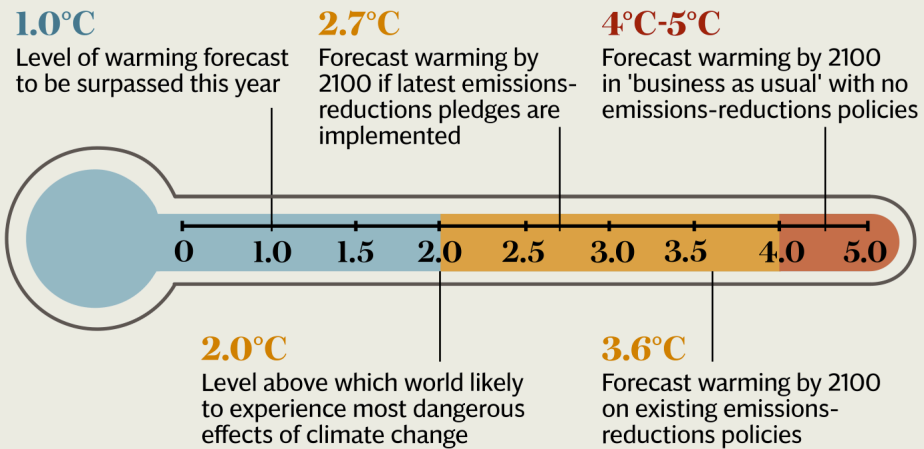 1.0°C
Level of warming forecast
to be surpassed this year
2.7°C
Forecast warming by
2100 if latest emissions-
reductions pledges are
implemented
4°C-5°C
Forecast warming by 2100
in 'business as usual' with no
emissions-reductions policies
0 1.0 1.5 2.0 2.5 3.0 3.5 4.0 5.0
2.0°C
Level above which world likely
to experience most dangerous
effects of climate change
3.6°C
Forecast warming by 2100
on existing emissions-
reductions policies